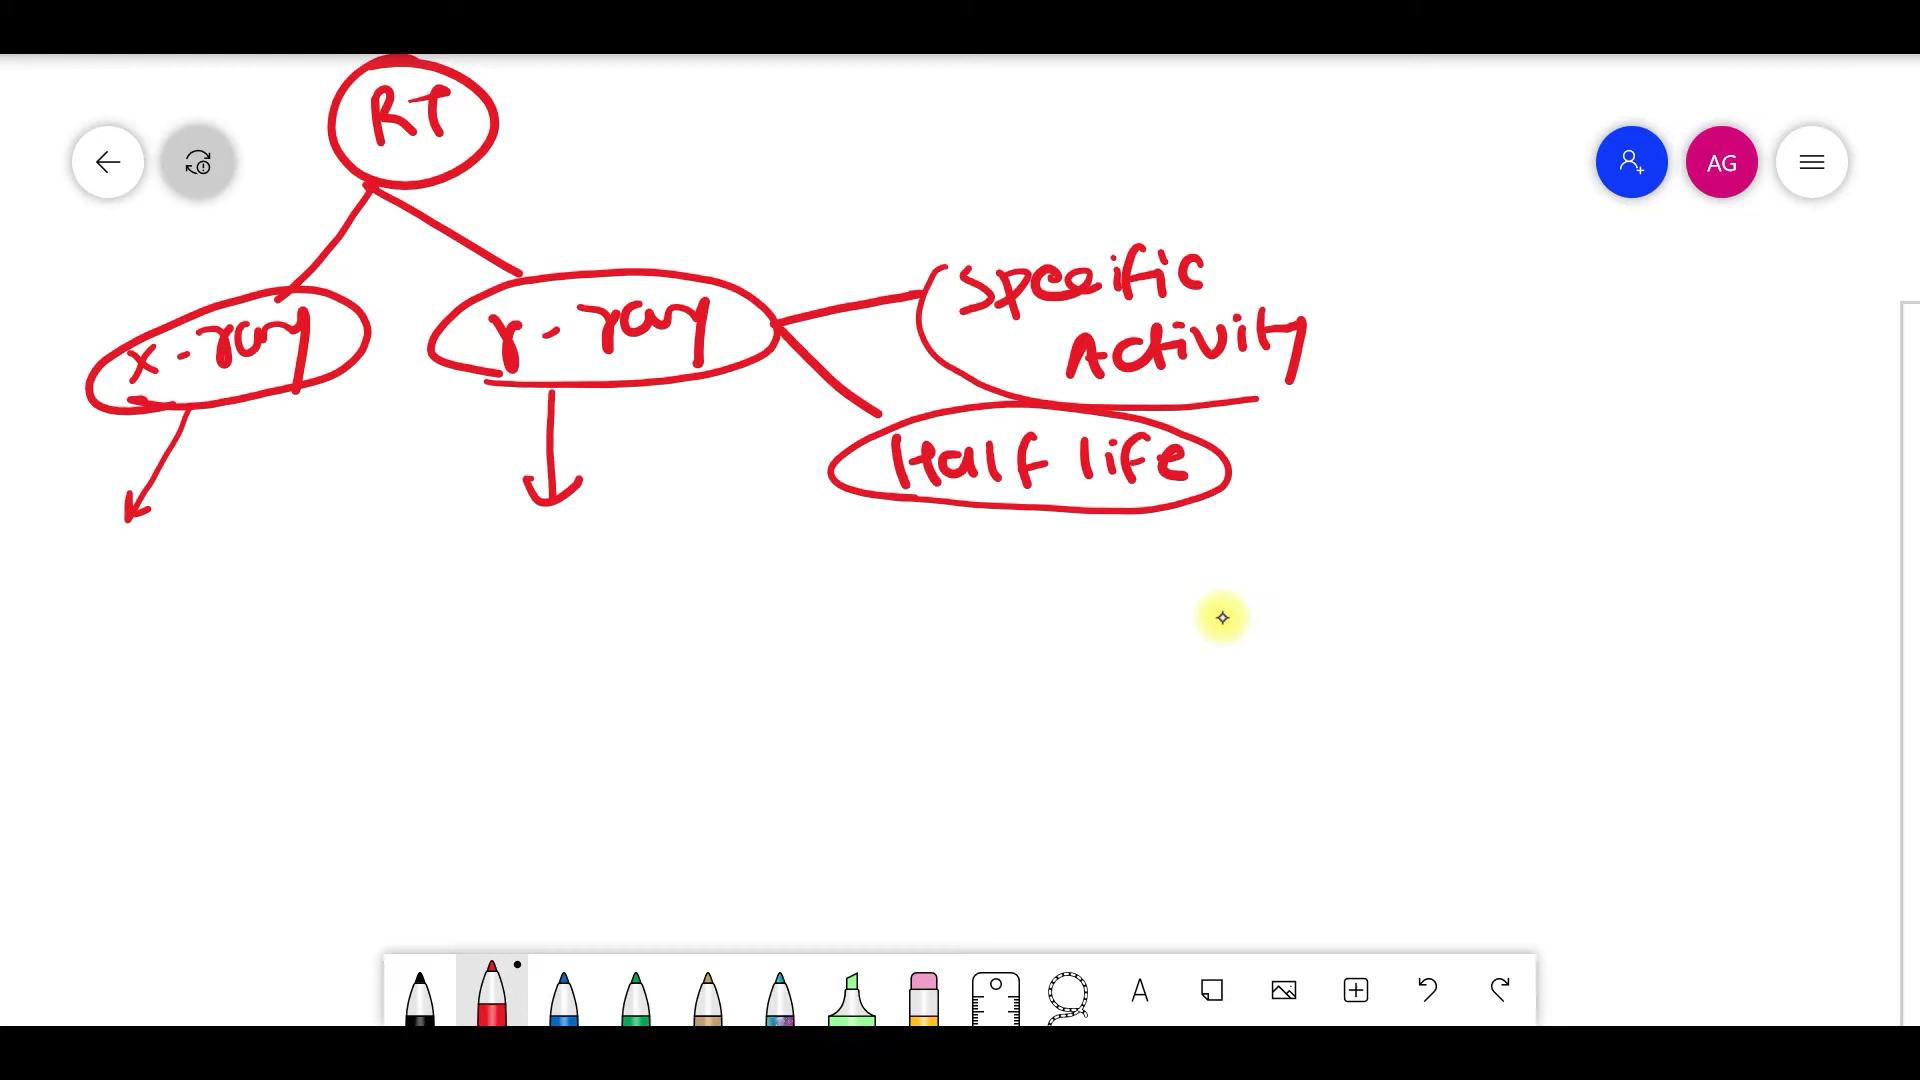 RT
AG
x-ray
γ-ray
Specific
Activity
Half life
A